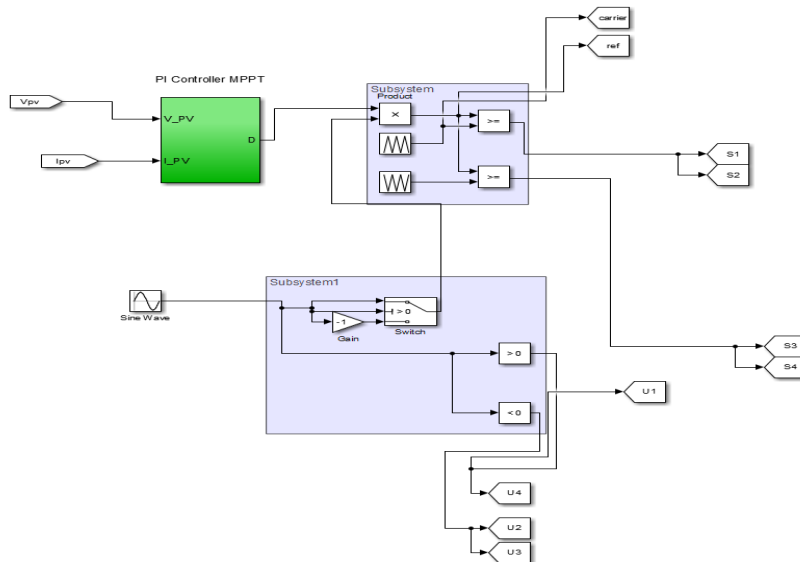 carrier
ref
PI Controller MPPT
Subsystem
Product
Vpv
V_PV
×
>=
D
S1
Ipv
I_PV
S2
>=
Subsystem1
Sine Wave
> 0
-1
Switch
Gain
S3
> 0
S4
U1
< 0
U4
U2
U3